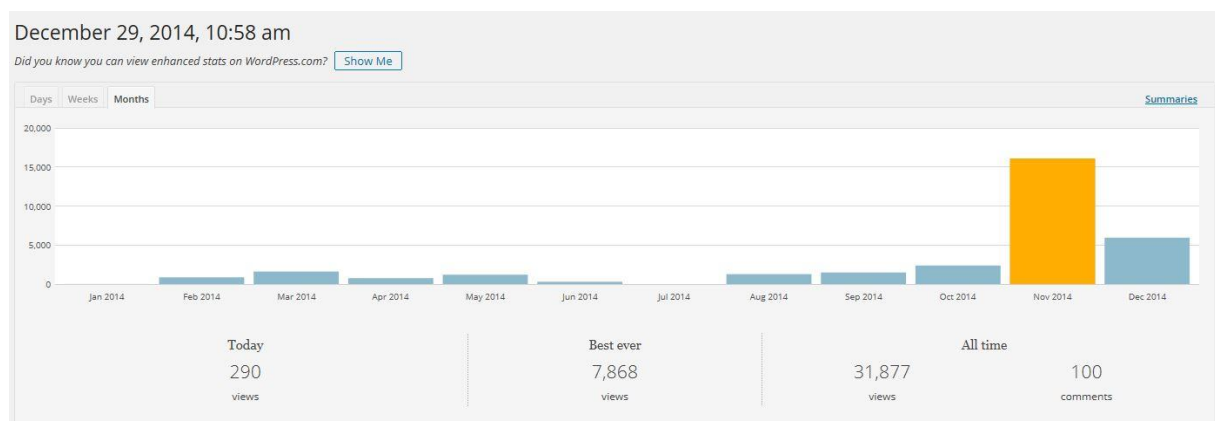 December 29, 2014, 10:58 am
Did you know you can view enhanced stats on WordPress.com? Show Me
Days Weeks Months Summaries
20,000
15,000
10,000
5,000
0
Jan 2014 Feb 2014 Mar 2014 Apr 2014 May 2014 Jun 2014 Jul 2014 Aug 2014 Sep 2014 Oct 2014 Nov 2014 Dec 2014
Today Best ever All time
290 7,868 31,877 100
views views views comments